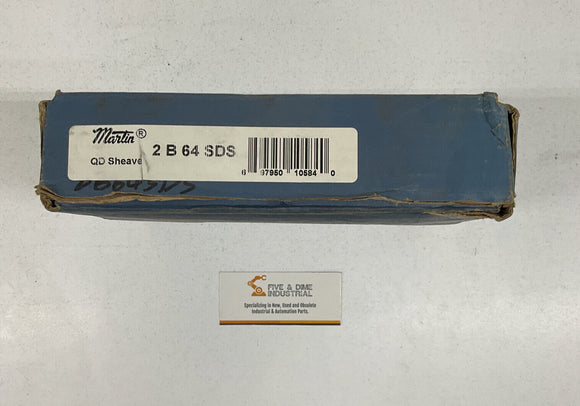 Martin®
QD Sheave
2 B 64 SDS
6 97950 10584 0
FIVE & DIME
INDUSTRIAL
Specializing in New, Used and Obsolete
Industrial & Automation Parts.